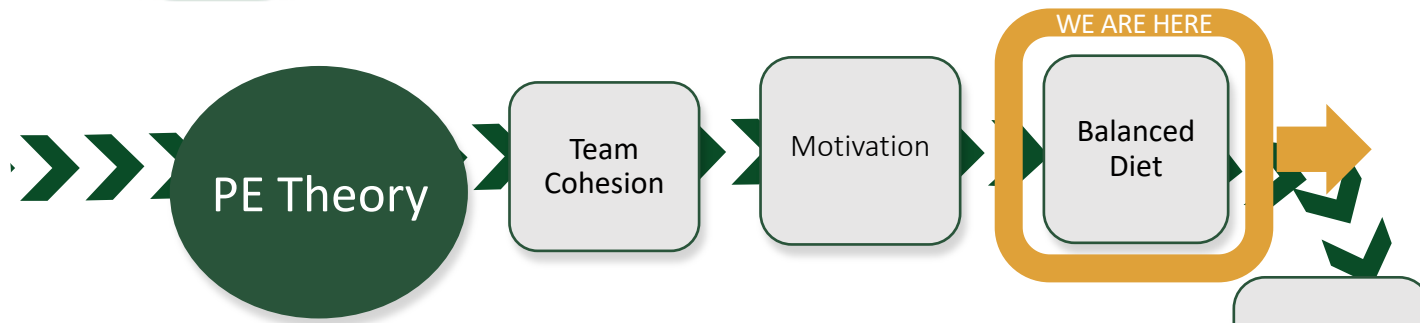 WE ARE HERE
PE Theory
Team
Cohesion
Motivation
Balanced
Diet